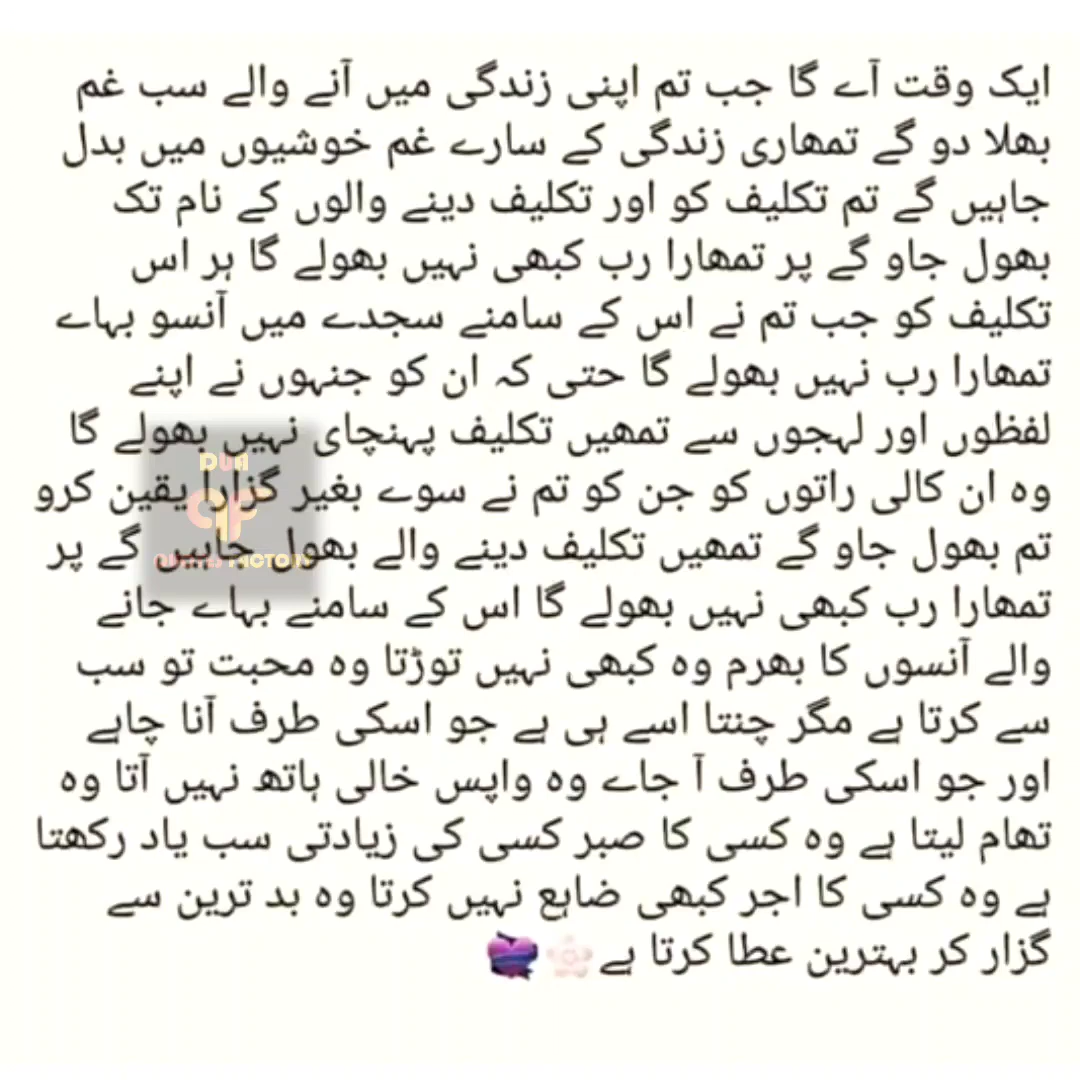 ایک وقت آے گا جب تم اپنی زندگی میں آنے والے سب غم
بھلا دو گے تمھاری زندگی کے سارے غم خوشیوں میں بدل
جاہیں گے تم تکلیف کو اور تکلیف دینے والوں کے نام تک
بھول جاو گے پر تمھارا رب کبھی نہیں بھولے گا ہر اس
تکلیف کو جب تم نے اس کے سامنے سجدے میں آنسو بہاے
تمھارا رب نہیں بھولے گا حتی کہ ان کو جنہوں نے اپنے
لفظوں اور لہجوں سے تمھیں تکلیف پہنچای نہیں بھولے گا
وہ ان کالی راتوں کو جن کو تم نے سوے بغیر گزارا یقین کرو
تم بھول جاو گے تمھیں تکلیف دینے والے بھول جاہیں گے پر
تمھارا رب کبھی نہیں بھولے گا اس کے سامنے بہاے جانے
والے آنسوں کا بھرم وہ کبھی نہیں توڑتا وہ محبت تو سب
سے کرتا ہے مگر چنتا اسے ہی ہے جو اسکی طرف آنا چاہے
اور جو اسکی طرف آ جاے وہ واپس خالی ہاتھ نہیں آتا وہ
تھام لیتا ہے وہ کسی کا صبر کسی کی زیادتی سب یاد رکھتا
ہے وہ کسی کا اجر کبھی ضاہع نہیں کرتا وہ بد ترین سے
گزار کر بہترین عطا کرتا ہے🌸💜
DUA
QF
QUOTES FACTORY